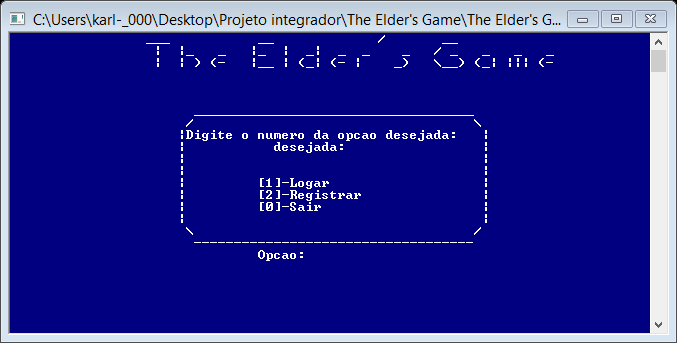 C:\Users\karl-_000\Desktop\Projeto integrador\The Elder's Game\The Elder's G...
The Elder's Game
Digite o numero da opcao desejada:
desejada:
[1]-Logar
[2]-Registrar
[0]-Sair
Opcao: